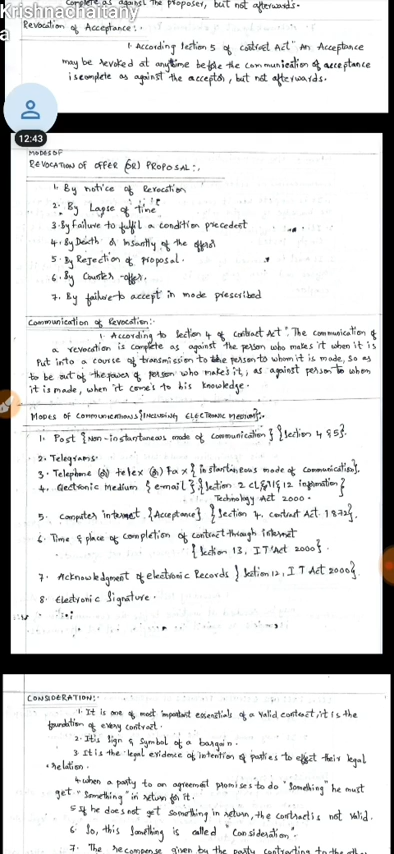 Complete as against the proposer, but not afterwards.
Krishnachaitany
a
Revocation of Acceptance:-
1. According section 5 of contract Act" An Acceptance
may be revoked at anytime before the communication of acceptance
is complete as against the acceptor, but not afterwards.
12:43
MODES OF
REVOCATION OF OFFER (OR) PROPOSAL:-
1. By notice of Revocation
2. By Lapse of time
3. By Failure to fulfil a condition precedent
4. By Death & Insanity of the
5. By Rejection of proposal.
6. By Counter-offer.
7. By failure to accept in mode prescribed
Communication of Revocation:-
1. According to Section 4 of contract Act". The communication of
a revocation is complete as against the person who makes it when it is
Put into a course of transmission to the person to whom it is made, so as
to be out of the power of person who makes it, as against person to whom
it is made, when it come's to his knowledge.
MODES OF COMMUNICATIONS {INCLUDING ELECTRONIC MEDIUM}:-
1. Post {Non-instantaneous mode of communication} {section 4 & 5}.
2. Telegrams.
3. Telephone (or) telex (or) Fax {instantaneous mode of communication}.
4. Electronic Medium {e-mail} {Section 2 12 information}
Technology Act 2000.
5. Computer internet. {Acceptance} {Section 4. contract Act. 1872}.
6. Time & place of completion of contract through internet
{Section 13, IT Act 2000}.
7. Acknowledgment of electronic Records {Section 12, IT Act 2000}.
8. Electronic Signature.
CONSIDERATION:-
1. It is one of most important essentials of a valid contract, it is the
foundation of every contract.
2. It is sign & symbol of a bargain.
3. It is the legal evidence of intention of parties to effect their legal
relation.
4. when a party to an agreement promises to do "Something" he must
get "Something" in return for it.
5. If he does not get something in return, the contract is not valid.
6. So, this Something is called "Consideration".
7. The recompense given by the party contracting to the other